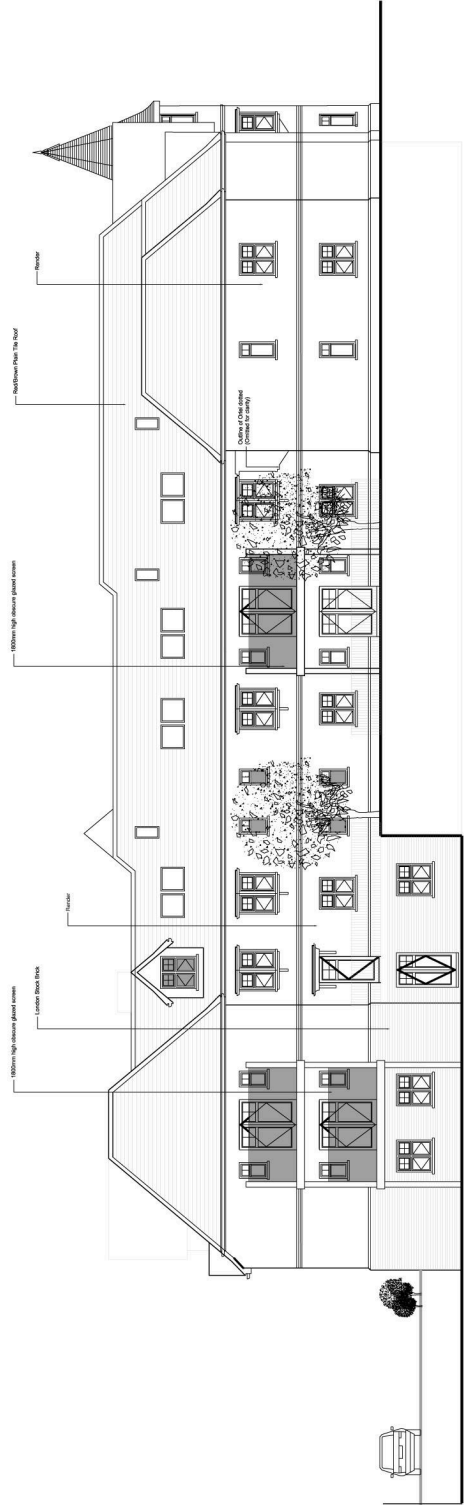 1800mm high obscure glazed screen
London Stock Brick
Render
1800mm high obscure glazed screen
Red/Brown Plain Tile Roof
Render
Outline of Oriel dotted
(Omitted for clarity)